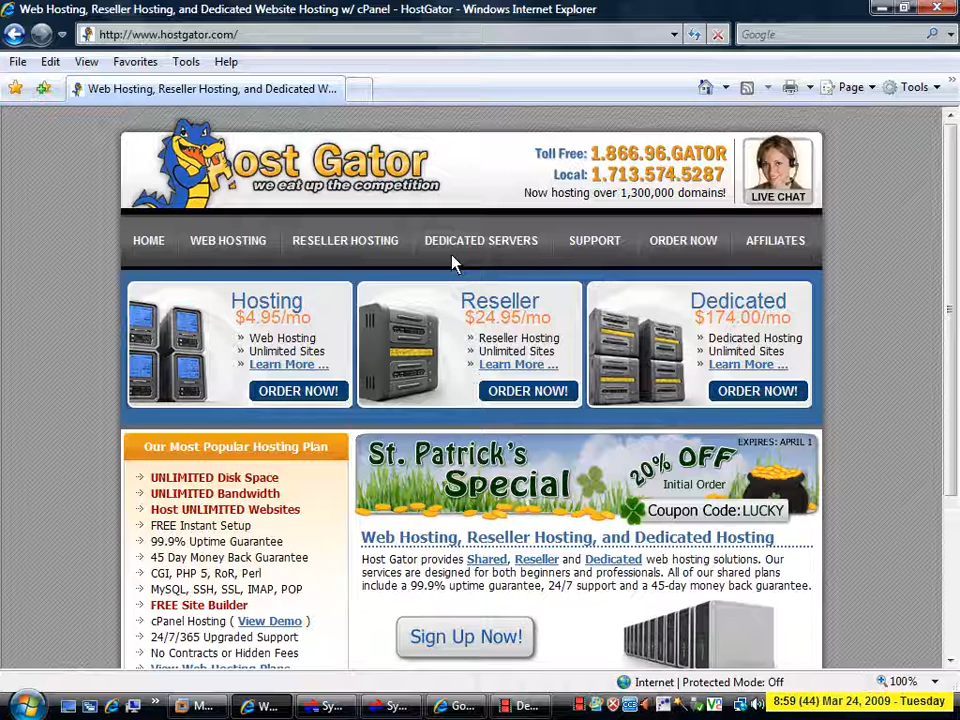 Web Hosting, Reseller Hosting, and Dedicated Website Hosting w/ cPanel - HostGator - Windows Internet Explorer
http://www.hostgator.com/
Google
File Edit View Favorites Tools Help
Web Hosting, Reseller Hosting, and Dedicated W...
Page Tools
Host Gator
we eat up the competition
Toll Free: 1.866.96.GATOR
Local: 1.713.574.5287
Now hosting over 1,300,000 domains!
LIVE CHAT
HOME WEB HOSTING RESELLER HOSTING DEDICATED SERVERS SUPPORT ORDER NOW AFFILIATES
Hosting
$4.95/mo
» Web Hosting
» Unlimited Sites
» Learn More ...
ORDER NOW!
Reseller
$24.95/mo
» Reseller Hosting
» Unlimited Sites
» Learn More ...
ORDER NOW!
Dedicated
$174.00/mo
» Dedicated Hosting
» Unlimited Sites
» Learn More ...
ORDER NOW!
Our Most Popular Hosting Plan
UNLIMITED Disk Space
UNLIMITED Bandwidth
Host UNLIMITED Websites
FREE Instant Setup
99.9% Uptime Guarantee
45 Day Money Back Guarantee
CGI, PHP 5, RoR, Perl
MySQL, SSH, SSL, IMAP, POP
FREE Site Builder
cPanel Hosting ( View Demo )
24/7/365 Upgraded Support
No Contracts or Hidden Fees
View Web Hosting Plans
EXPIRES: APRIL 1
St. Patrick's
Special
20% OFF
Initial Order
Coupon Code:LUCKY
Web Hosting, Reseller Hosting, and Dedicated Hosting
Host Gator provides Shared, Reseller and Dedicated web hosting solutions. Our
services are designed for both beginners and professionals. All of our shared plans
include a 99.9% uptime guarantee, 24/7 support and a 45-day money back guarantee.
Sign Up Now!
Internet | Protected Mode: Off
100%
M... W... Sy... Sy... Go... De...
8:59 (44) Mar 24, 2009 - Tuesday